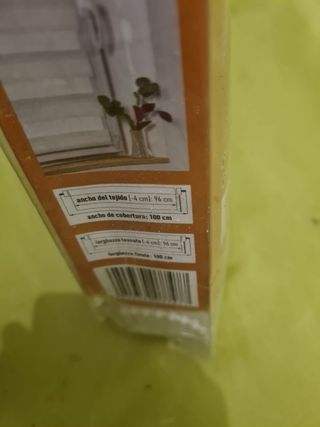 ancho del tejido (-4 cm): 96 cm
ancho de cobertura: 100 cm
larghezza tessuto (-4 cm): 96 cm
larghezza finale: 100 cm